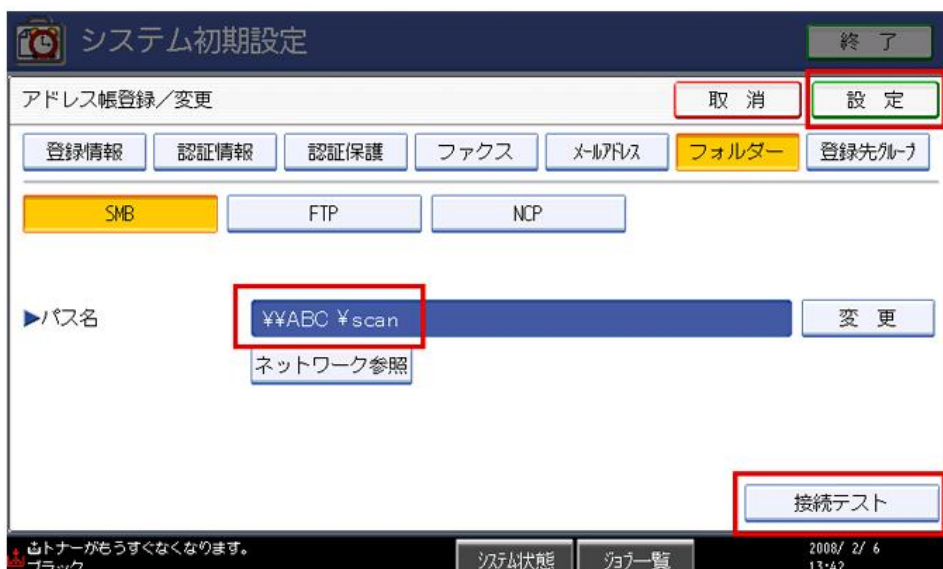 システム初期設定
終 了
アドレス帳登録／変更
取 消
設 定
登録情報
認証情報
認証保護
ファクス
ﾒｰﾙｱﾄﾞﾚｽ
フォルダー
登録先ｸﾞﾙｰﾌﾟ
SMB
FTP
NCP
▶パス名
¥¥ABC ¥scan
変 更
ネットワーク参照
接続テスト
トナーがもうすぐなくなります。
ブラック
ｼｽﾃﾑ状態
ｼﾞｮﾌﾞ一覧
2008/ 2/ 6
13:42